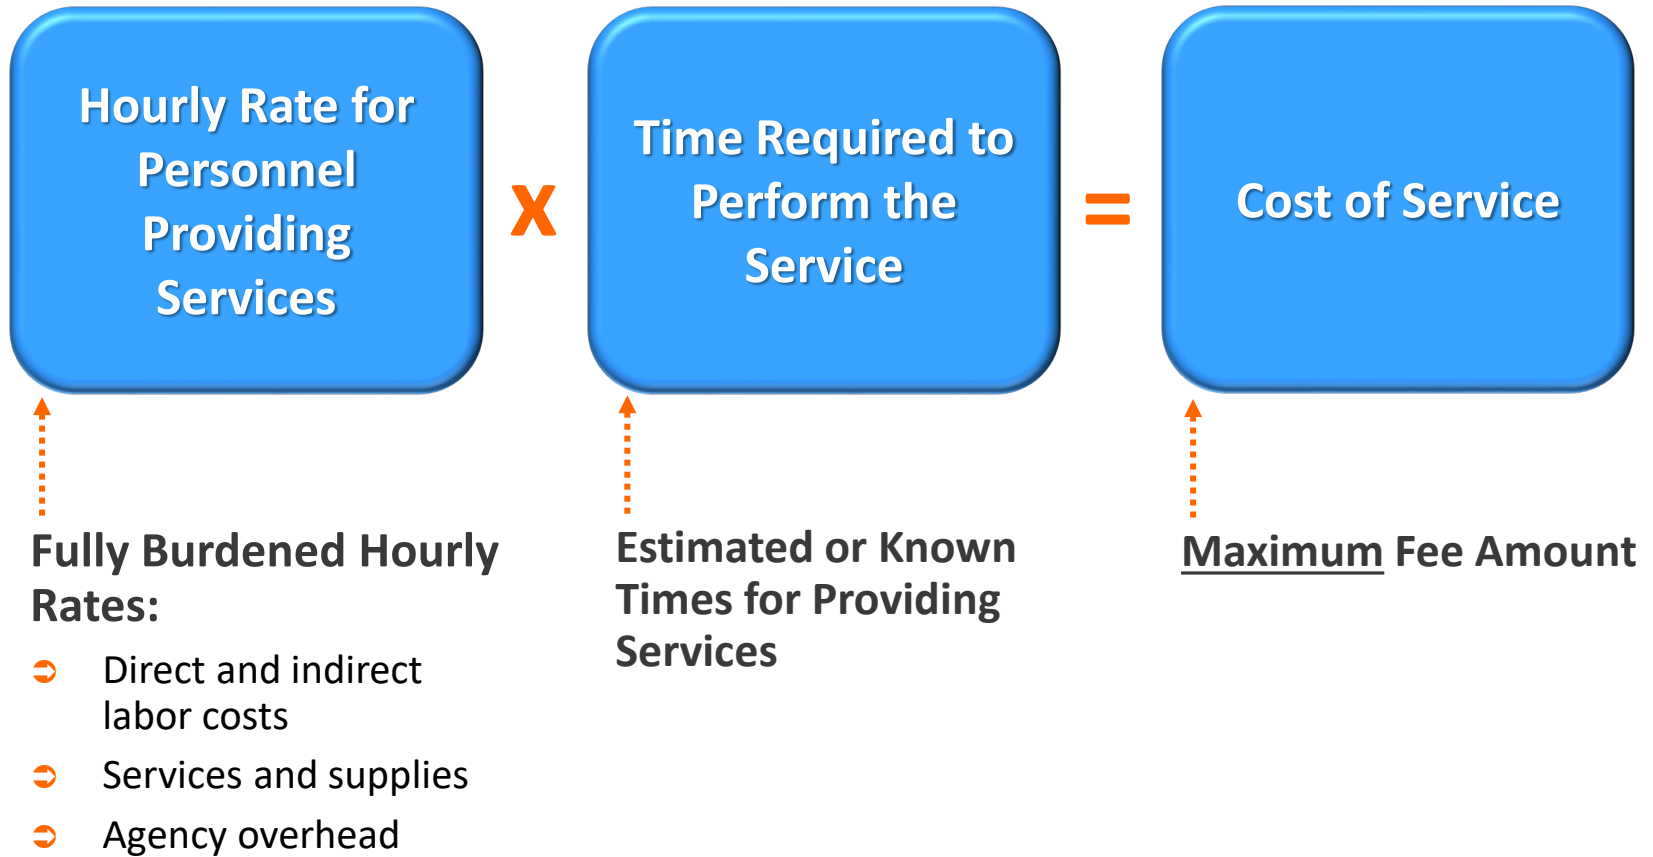 Hourly Rate for
Personnel
Providing
Services
x
Time Required to
Perform the
Service
=
Cost of Service
Fully Burdened Hourly
Rates:
Direct and indirect
labor costs
Services and supplies
Agency overhead
Estimated or Known
Times for Providing
Services
Maximum Fee Amount